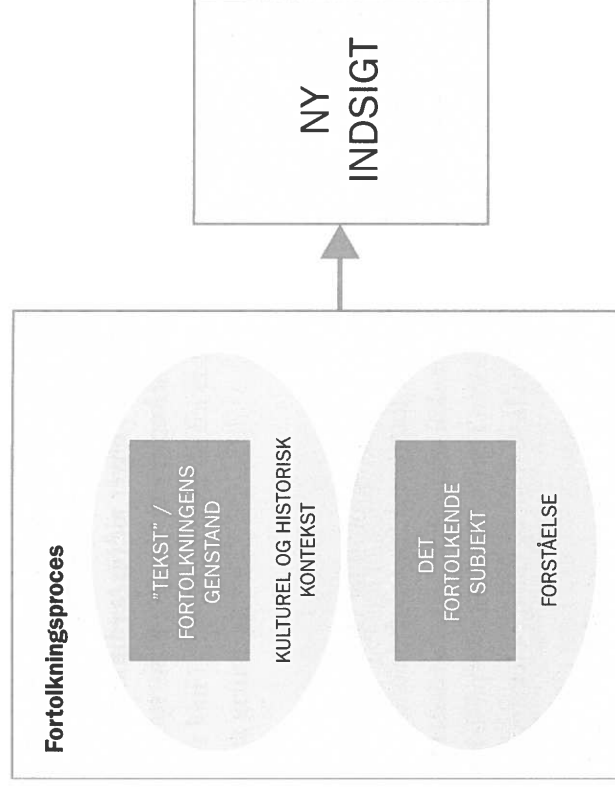 Fortolkningsproces
"TEKST" /
FORTOLKNINGENS
GENSTAND
KULTUREL OG HISTORISK
KONTEKST
DET
FORTOLKENDE
SUBJEKT
FORSTÅELSE
NY
INDSIGT